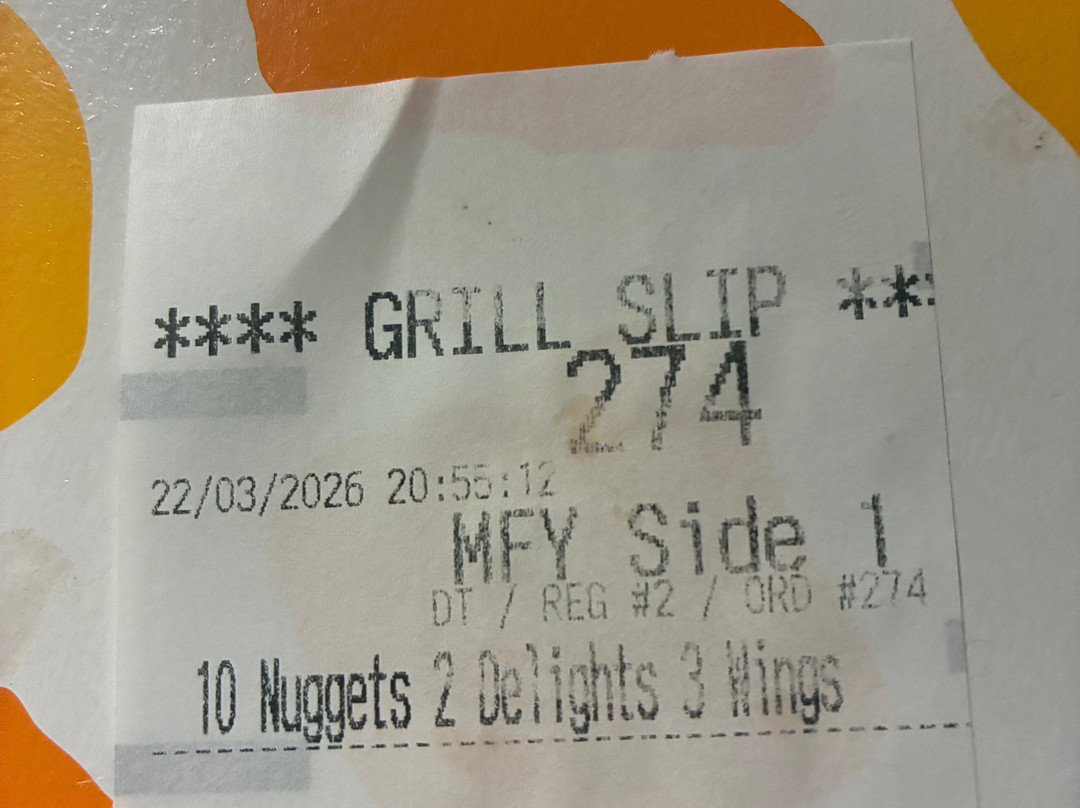 **** GRILL SLIP ***
274
22/03/2026 20:55:12
MFY Side 1
DT / REG #2 / ORD #274
10 Nuggets 2 Delights 3 Wings